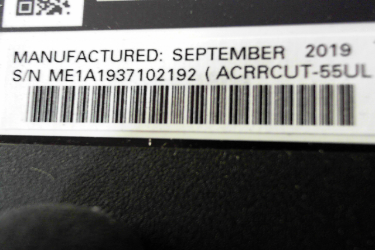 MANUFACTURED: SEPTEMBER 2019
S/N ME1A1937102192 ( ACRRCUT-55UL